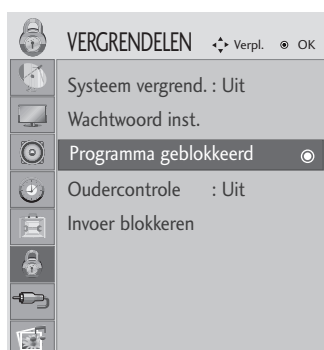 VERGRENDELEN Verpl. OK
Systeem vergrend. : Uit
Wachtwoord inst.
Programma geblokkeerd
Oudercontrole : Uit
Invoer blokkeren